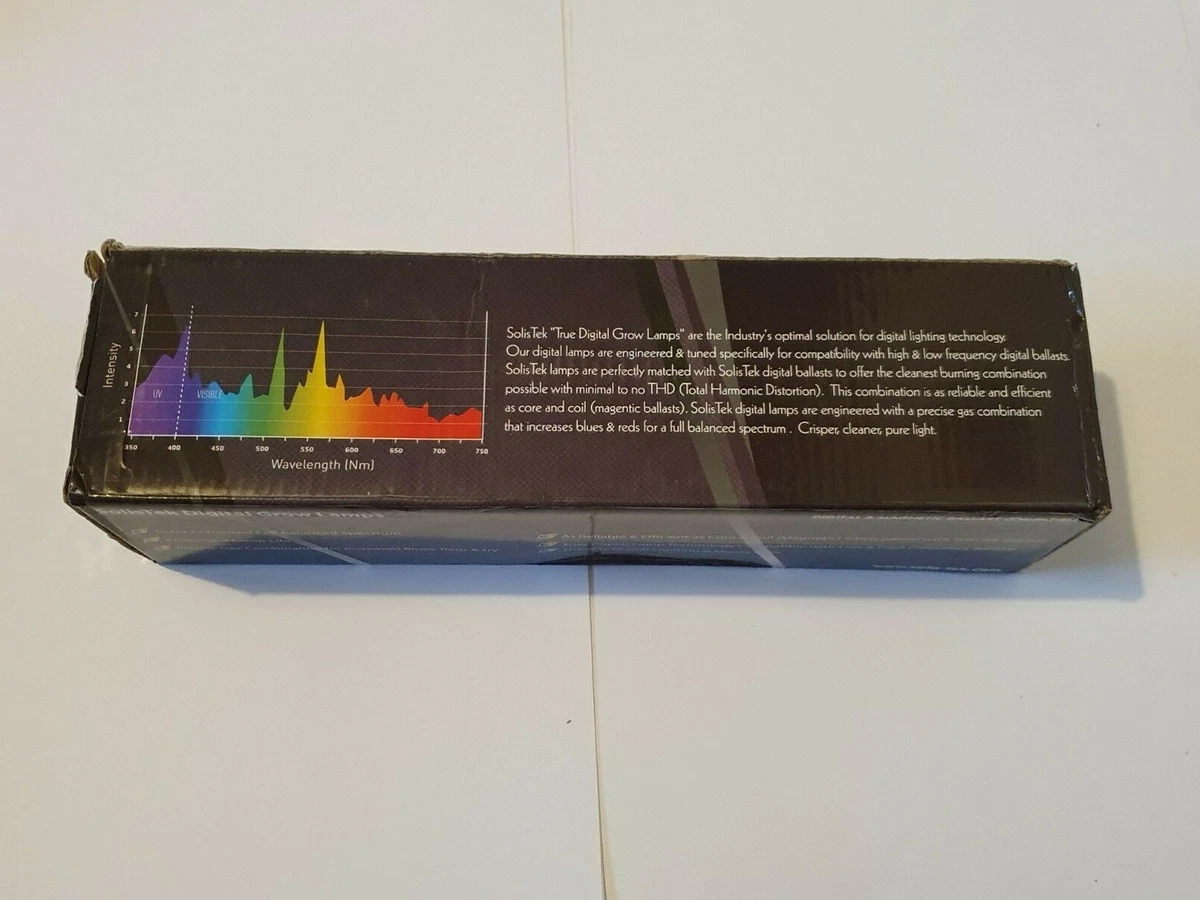 7
6
5
4
3
2
1
Intensity
UV
VISIBLE
350 400 450 500 550 600 650 700 750
Wavelength (Nm)
SolisTek "True Digital Grow Lamps" are the Industry's optimal solution for digital lighting technology.
Our digital lamps are engineered & tuned specifically for compatibility with high & low frequency digital ballasts.
SolisTek lamps are perfectly matched with SolisTek digital ballasts to offer the cleanest burning combination
possible with minimal to no THD (Total Harmonic Distortion). This combination is as reliable and efficient
as core and coil (magentic ballasts). SolisTek digital lamps are engineered with a precise gas combination
that increases blues & reds for a full balanced spectrum . Crisper, cleaner, pure light.
SolisTek Digital Grow Lamps